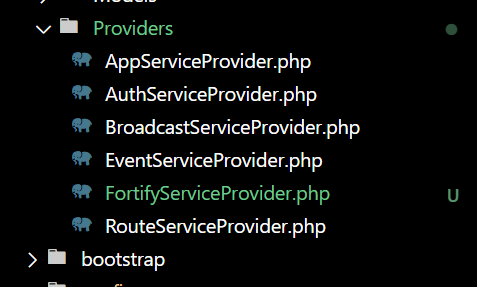 Providers
AppServiceProvider.php
AuthServiceProvider.php
BroadcastServiceProvider.php
EventServiceProvider.php
FortifyServiceProvider.php U
RouteServiceProvider.php
bootstrap